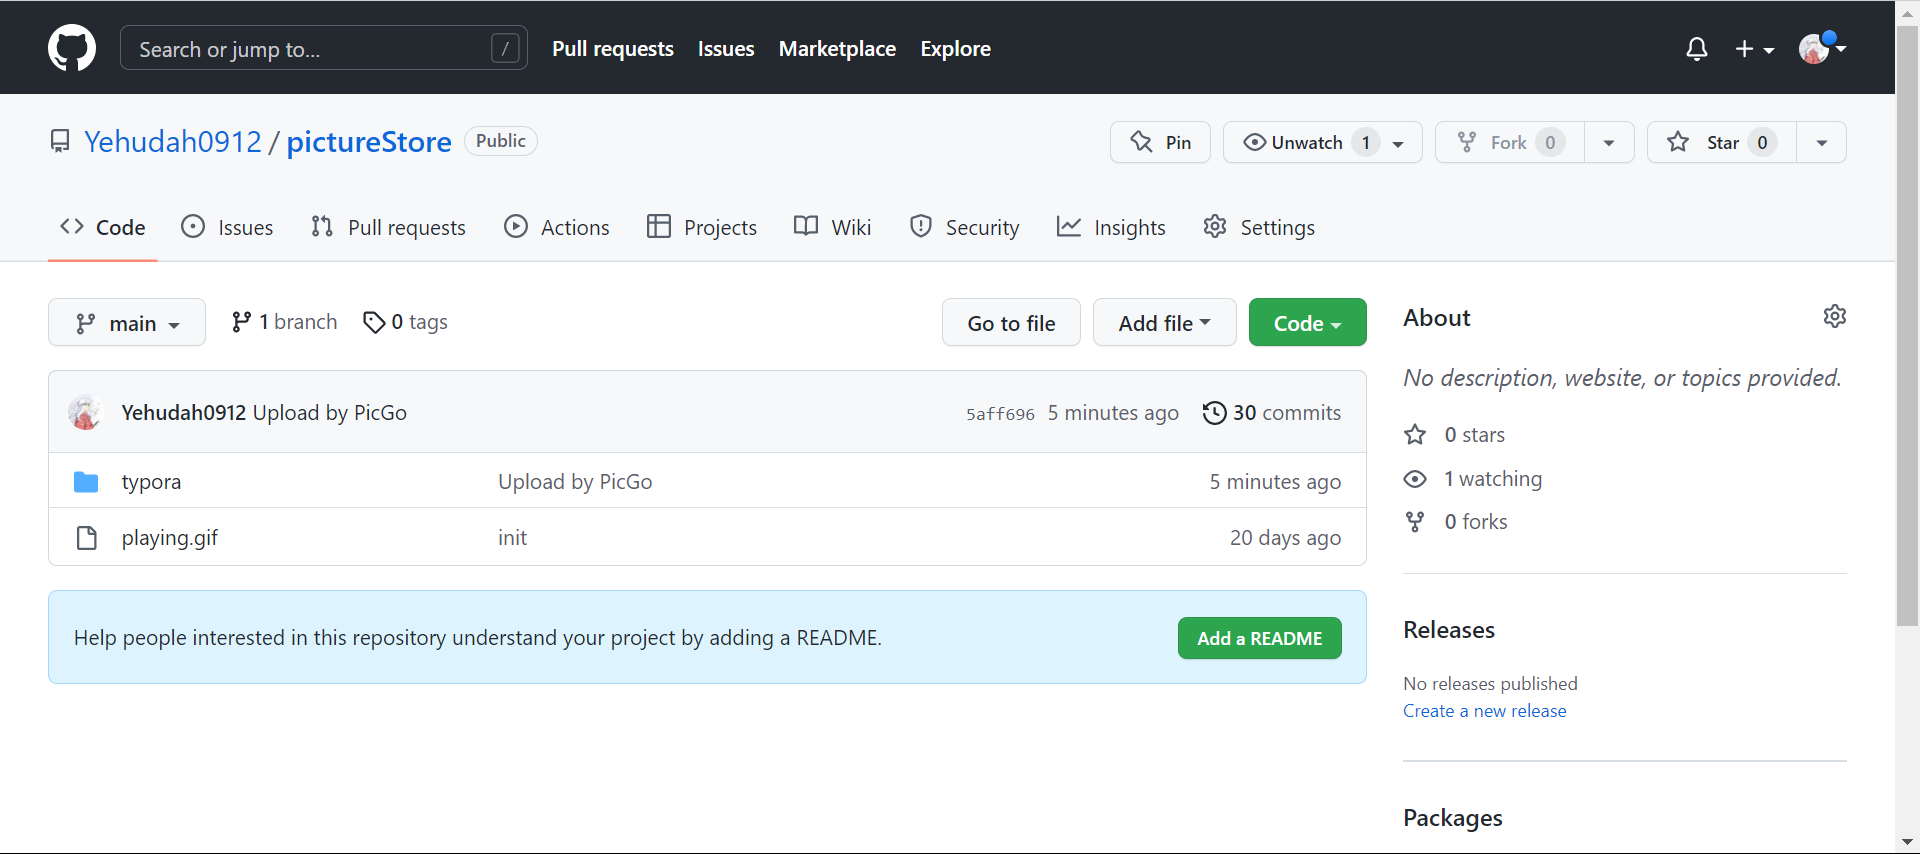 Search or jump to... /
Pull requests Issues Marketplace Explore
Yehudah0912 / pictureStore Public
Pin Unwatch 1 Fork 0 Star 0
Code Issues Pull requests Actions Projects Wiki Security Insights Settings
main 1 branch 0 tags Go to file Add file Code
Yehudah0912 Upload by PicGo 5aff696 5 minutes ago 30 commits
typora Upload by PicGo 5 minutes ago
playing.gif init 20 days ago
Help people interested in this repository understand your project by adding a README. Add a README
About
No description, website, or topics provided.
0 stars
1 watching
0 forks
Releases
No releases published
Create a new release
Packages